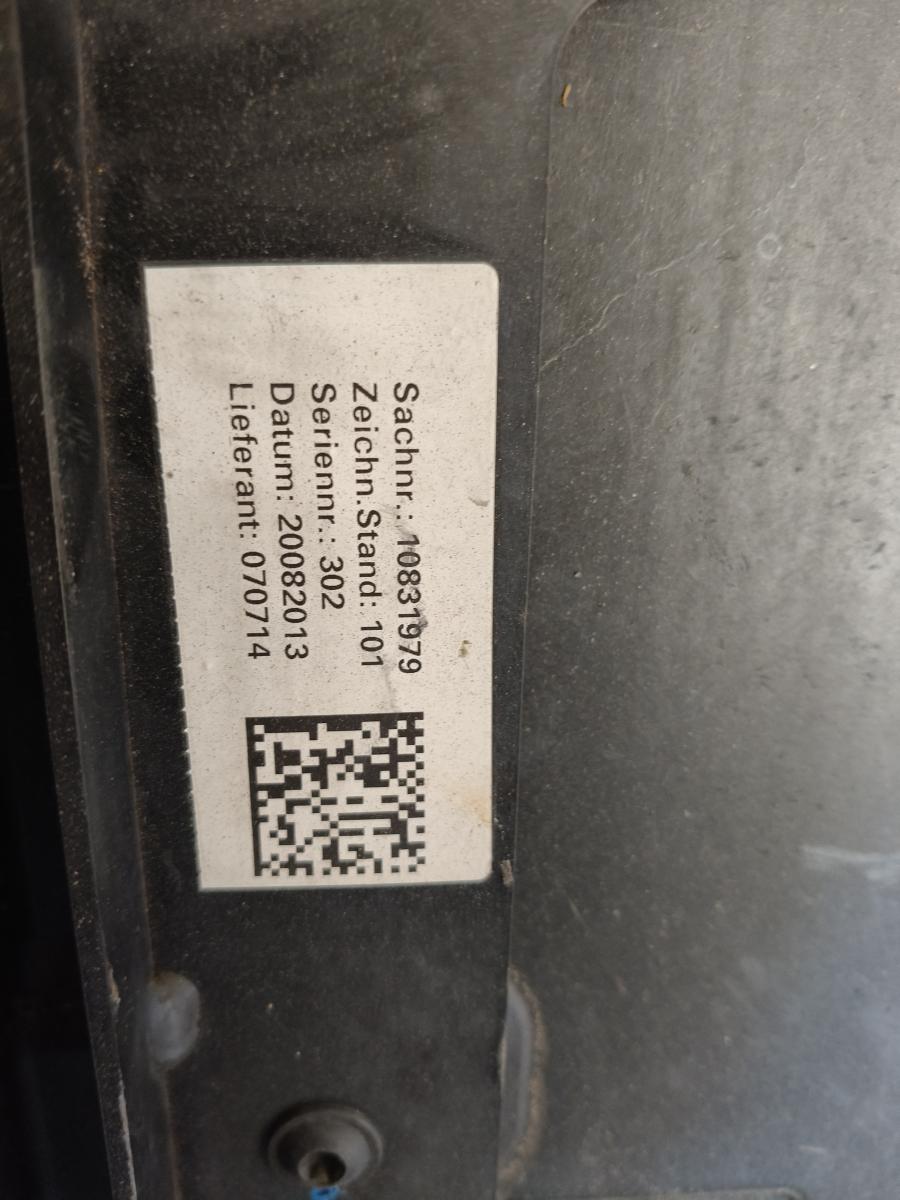 Sachnr.: 10831979
Zeichn.Stand: 101
Seriennr.: 302
Datum: 20082013
Lieferant: 070714